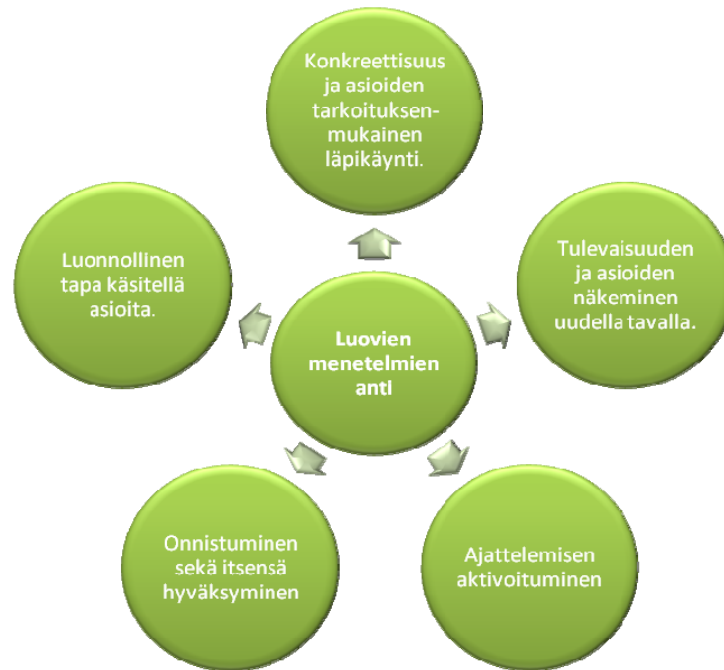 Konkreettisuus
ja asioiden
tarkoituksen-
mukainen
läpikäynti.
Luonnollinen
tapa käsitellä
asioita.
Tulevaisuuden
ja asioiden
näkeminen
uudella tavalla.
Luovien
menetelmien
anti
Onnistuminen
sekä itsensä
hyväksyminen
Ajattelemisen
aktivoituminen